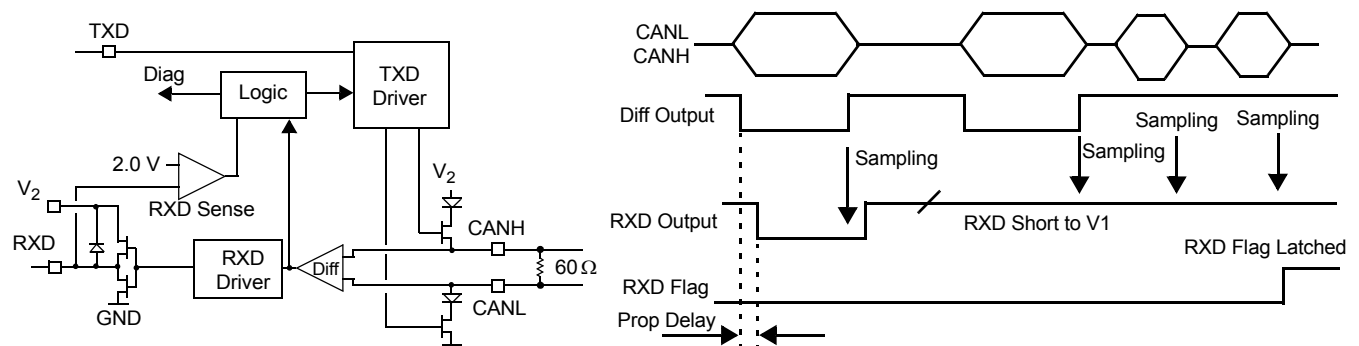 TXD
Diag
Logic
TXD
Driver
2.0 V
V2
RXD Sense
V2
RXD
CANH
RXD
Driver
Diff
60 Ω
GND
CANL
CANL
CANH
Diff Output
Sampling
Sampling
Sampling
Sampling
RXD Output
RXD Short to V1
RXD Flag Latched
RXD Flag
Prop Delay